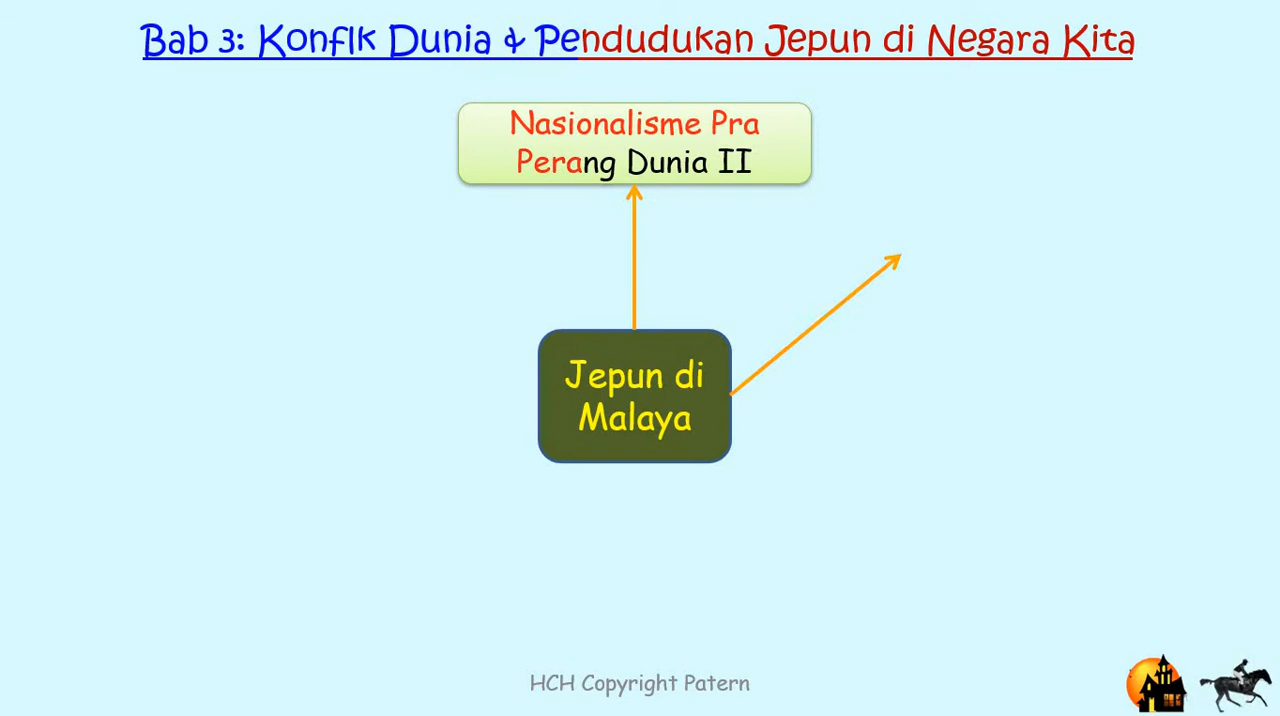 Bab 3: Konflk Dunia & Pendudukan Jepun di Negara Kita
Nasionalisme Pra
Perang Dunia II
Jepun di
Malaya
HCH Copyright Patern